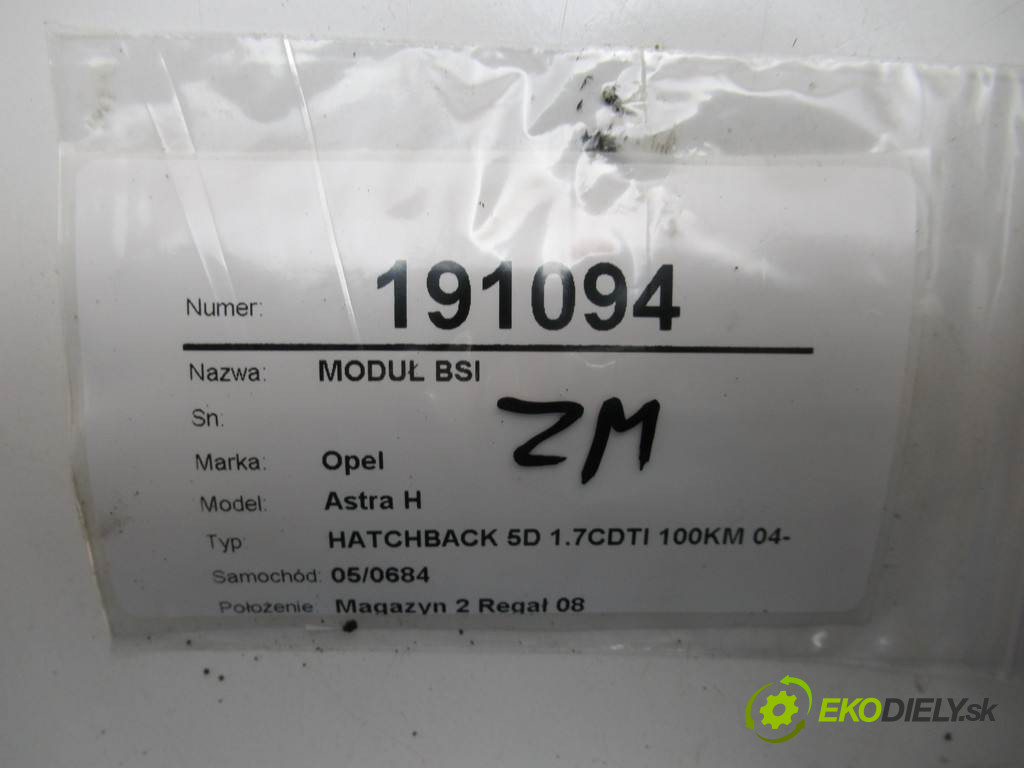 Numer: 191094
Nazwa: MODUŁ BSI
Sn:
ZM
Marka: Opel
Model: Astra H
Typ: HATCHBACK 5D 1.7CDTI 100KM 04-
Samochód: 05/0684
Położenie: Magazyn 2 Regał 08
EKODIELY.sk